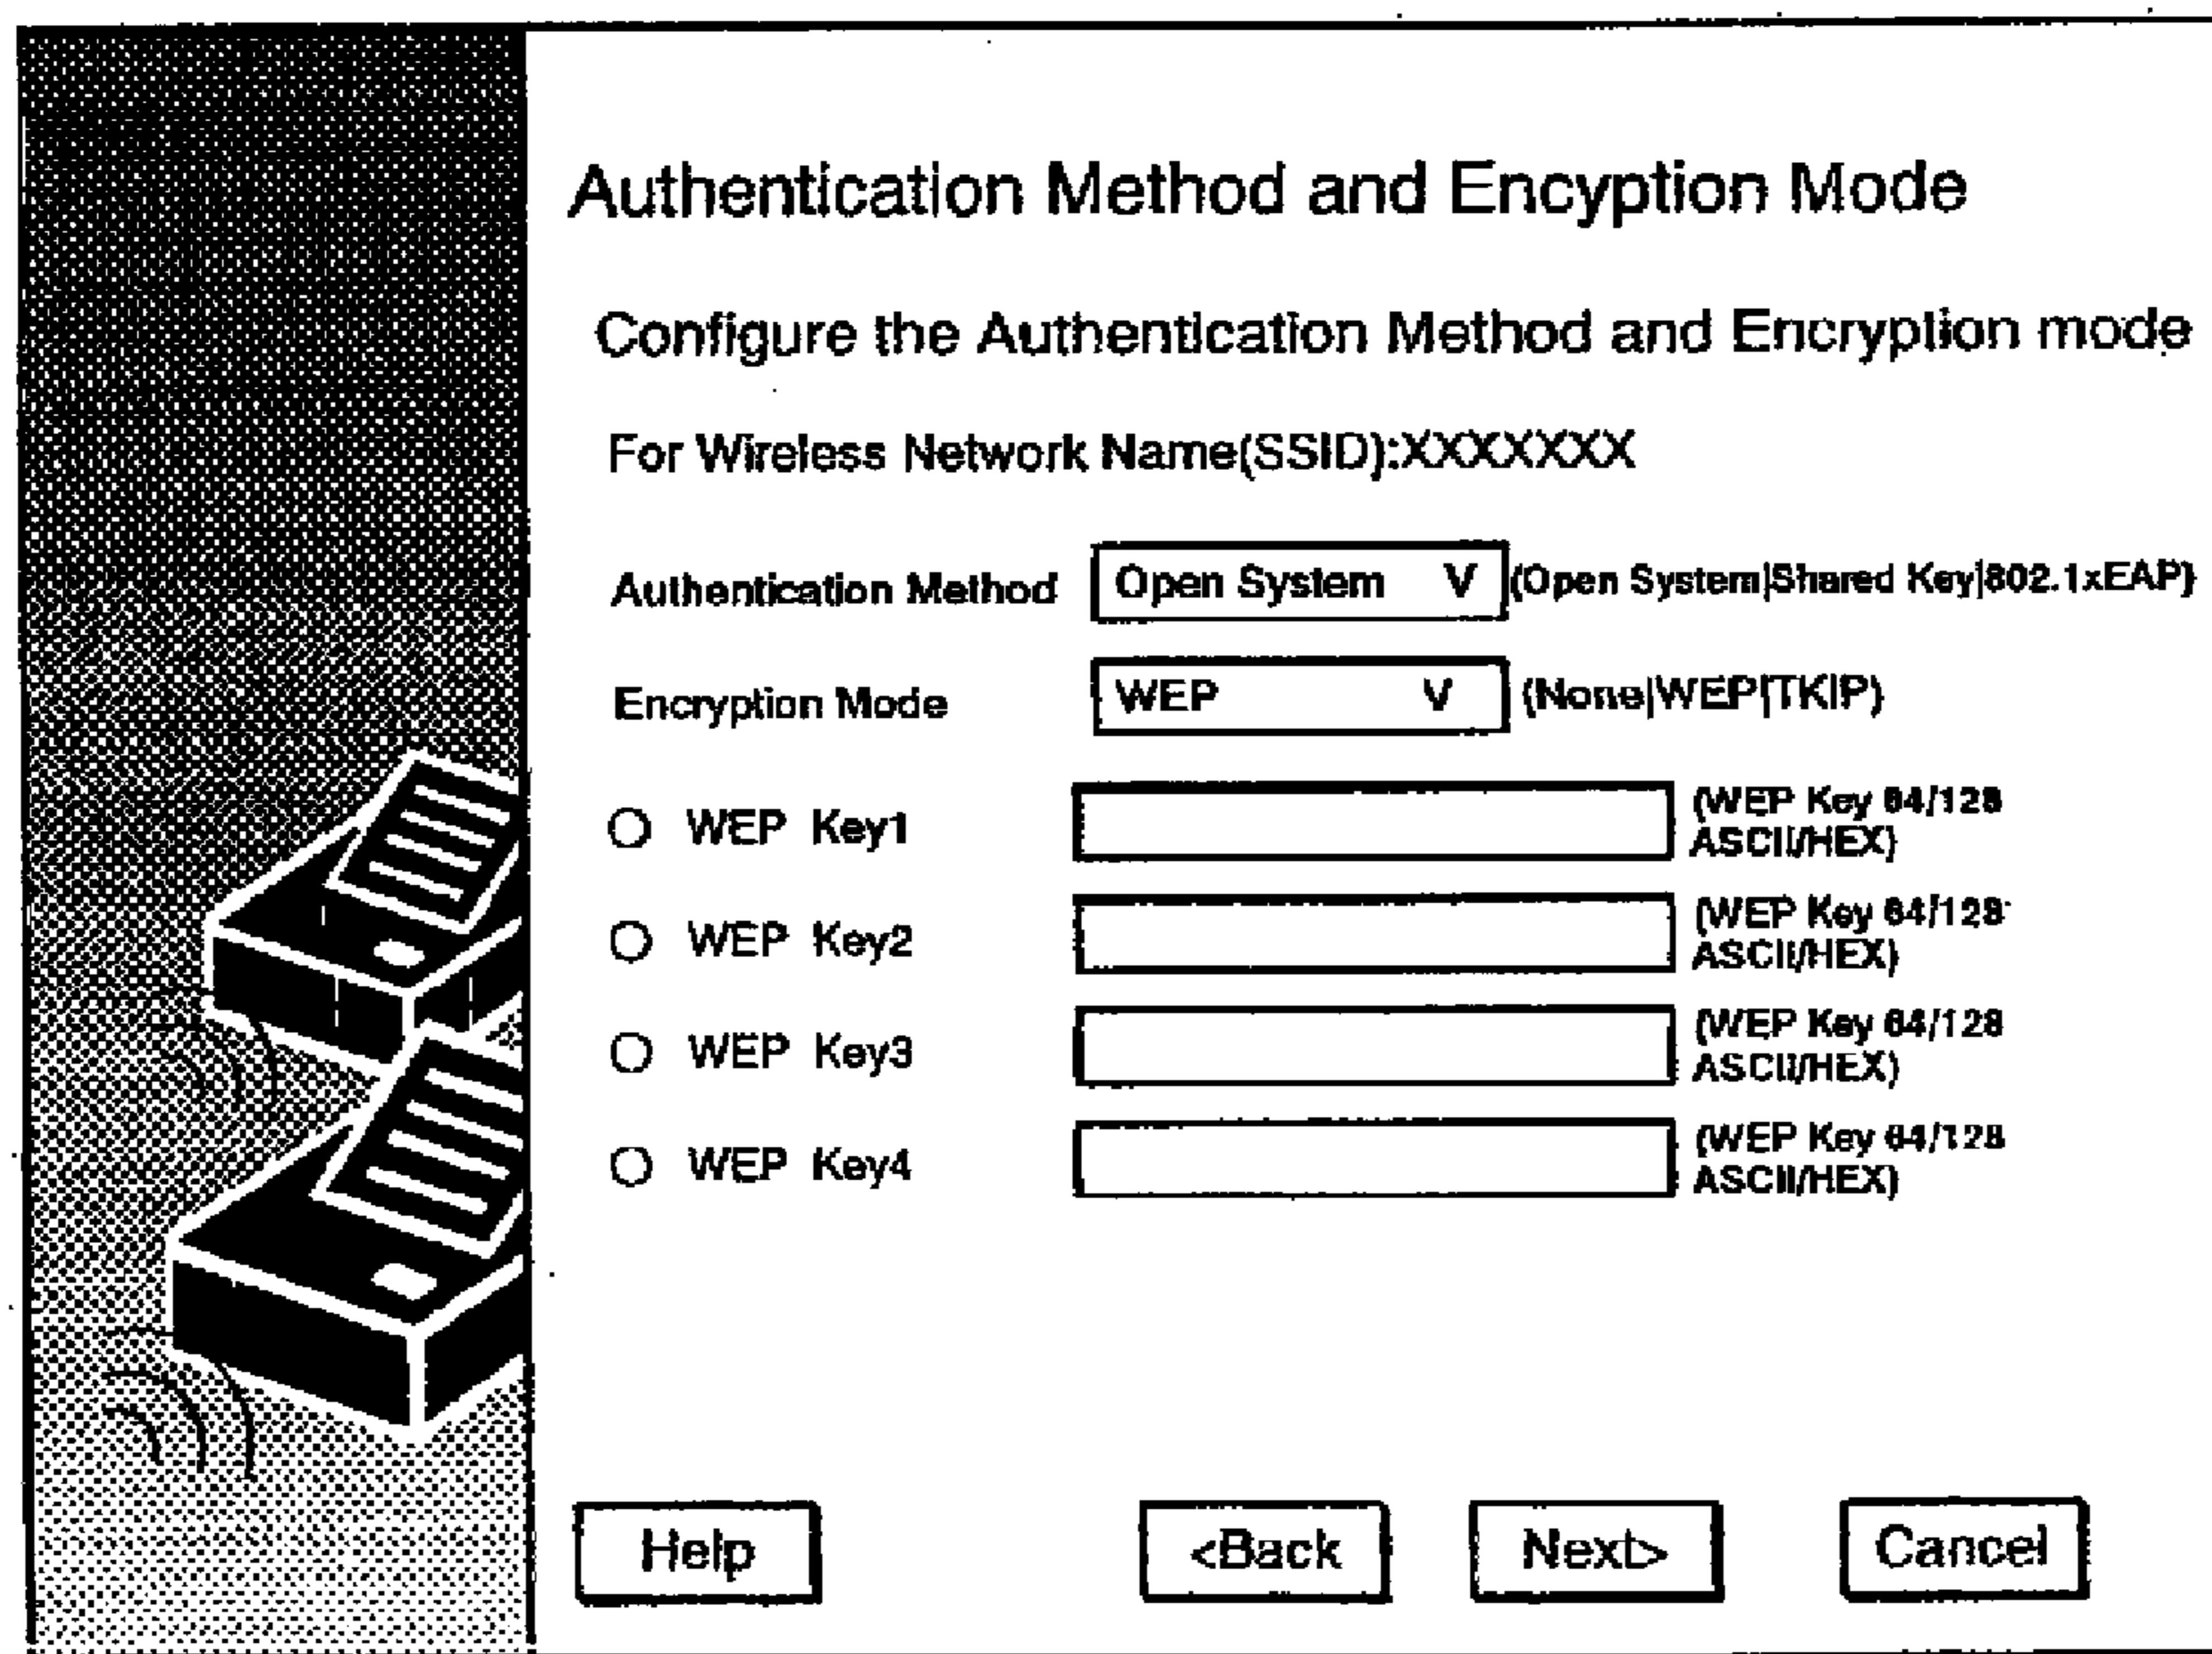 Authentication Method and Encyption Mode
Configure the Authentication Method and Encryption mode
For Wireless Network Name(SSID):XXXXXXX
Authentication Method Open System V (Open System|Shared Key|802.1xEAP)
Encryption Mode WEP V (None|WEP|TKIP)
WEP Key1 (WEP Key 64/128
ASCII/HEX)
WEP Key2 (WEP Key 64/128
ASCII/HEX)
WEP Key3 (WEP Key 64/128
ASCII/HEX)
WEP Key4 (WEP Key 64/128
ASCII/HEX)
Help <Back Next> Cancel